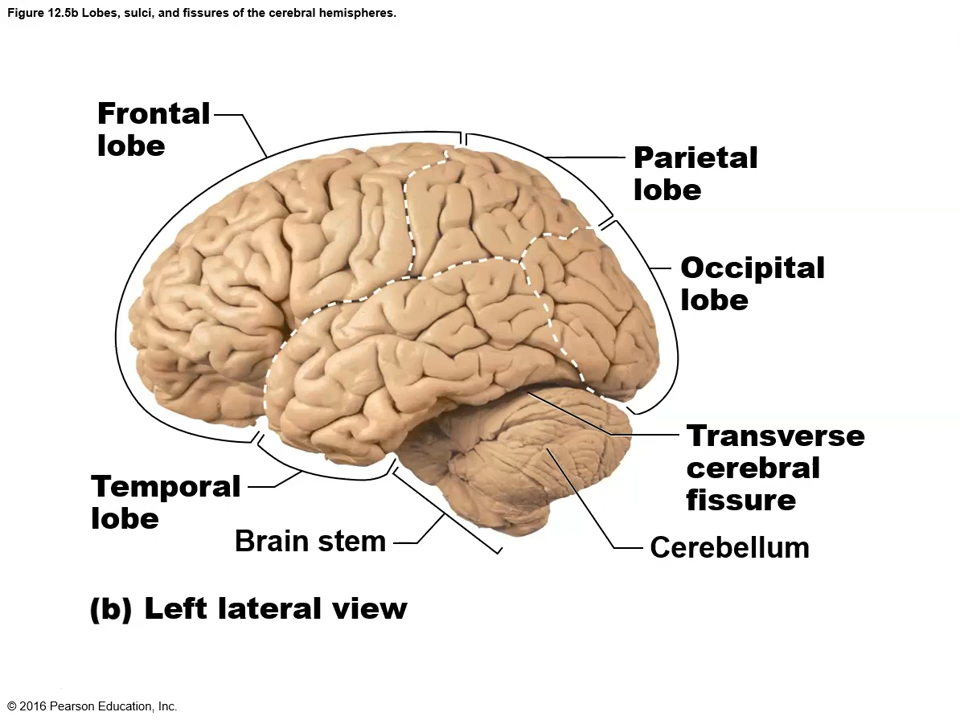 Figure 12.5b Lobes, sulci, and fissures of the cerebral hemispheres.
Frontal
lobe
Parietal
lobe
Occipital
lobe
Transverse
cerebral
fissure
Temporal
lobe
Brain stem
Cerebellum
(b) Left lateral view
© 2016 Pearson Education, Inc.